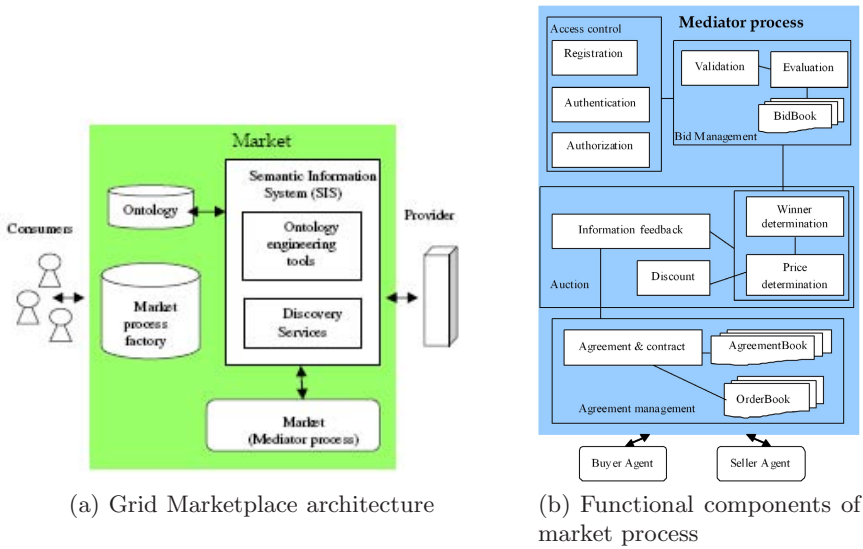 Market
Semantic Information
System (SIS)
Ontology
Ontology
engineering
tools
Consumers
Provider
Market
process
factory
Discovery
Services
Market
(Mediator process)
(a) Grid Marketplace architecture
Mediator process
Access control
Registration
Authentication
Authorization
Validation
Evaluation
BidBook
Bid Management
Information feedback
Winner
determination
Discount
Price
determination
Auction
Agreement & contract
AgreementBook
OrderBook
Agreement management
Buyer Agent
Seller Agent
(b) Functional components of
market process